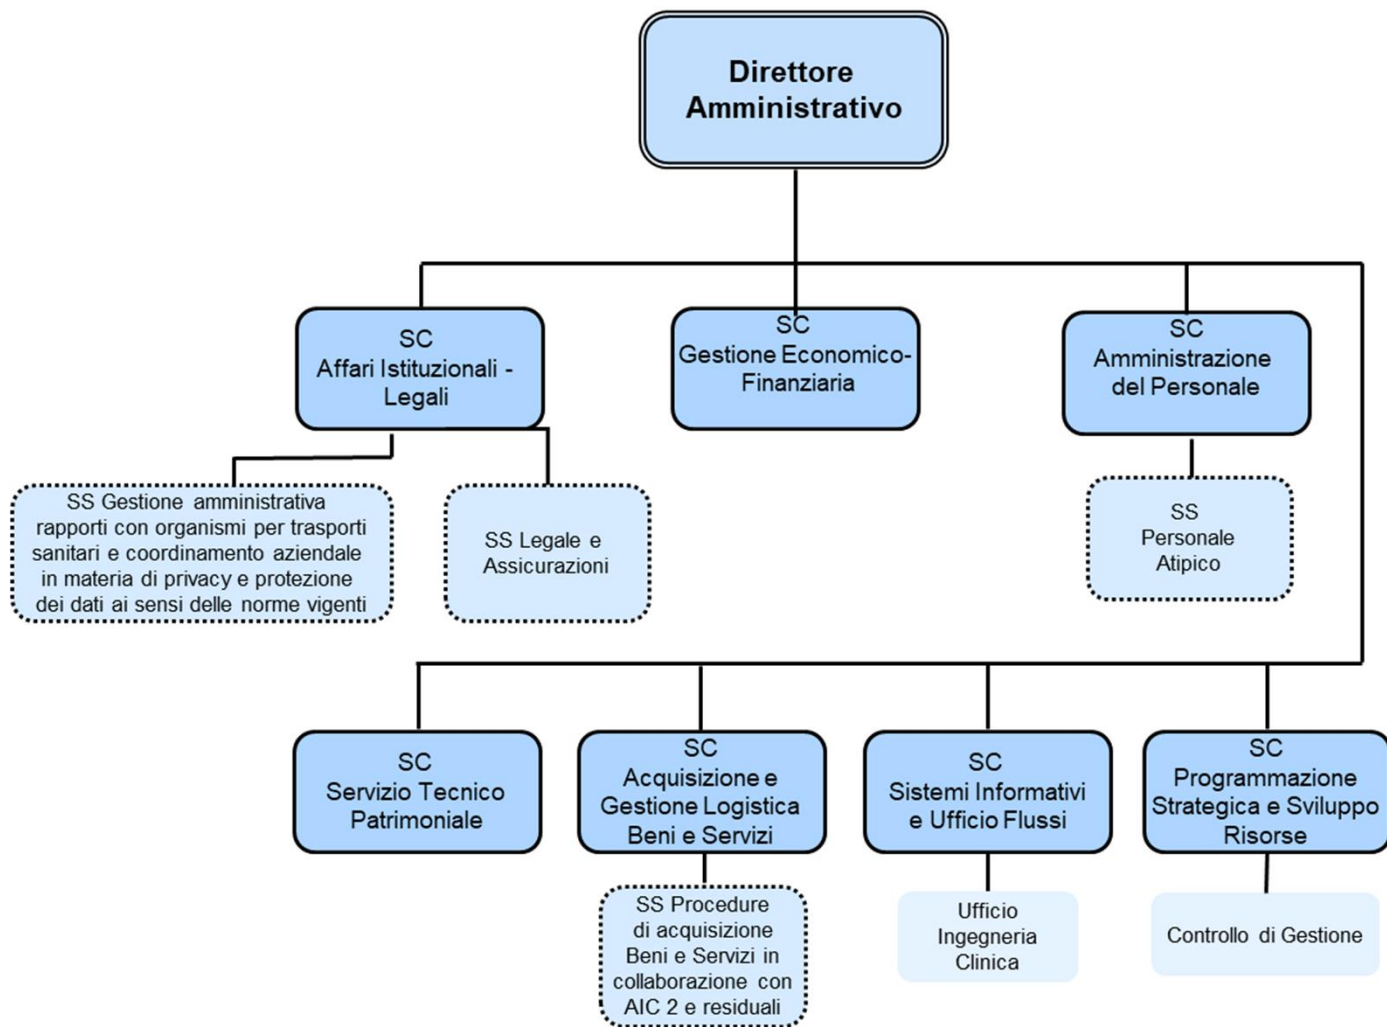 Direttore
Amministrativo
SC
Affari Istituzionali -
Legali
SC
Gestione Economico-
Finanziaria
SC
Amministrazione
del Personale
SS Gestione amministrativa
rapporti con organismi per trasporti
sanitari e coordinamento aziendale
in materia di privacy e protezione
dei dati ai sensi delle norme vigenti
SS Legale e
Assicurazioni
SS
Personale
Atipico
SC
Servizio Tecnico
Patrimoniale
SC
Acquisizione e
Gestione Logistica
Beni e Servizi
SC
Sistemi Informativi
e Ufficio Flussi
SC
Programmazione
Strategica e Sviluppo
Risorse
SS Procedure
di acquisizione
Beni e Servizi in
collaborazione con
AIC 2 e residuali
Ufficio
Ingegneria
Clinica
Controllo di Gestione